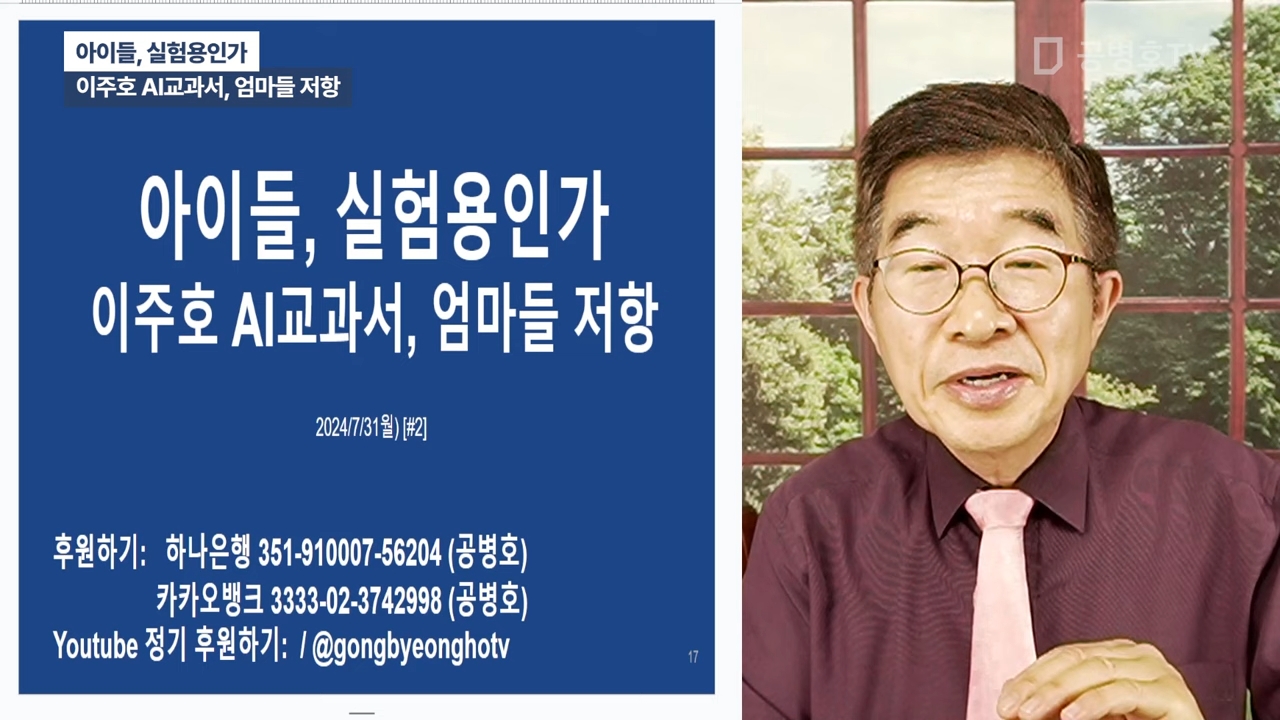 아이들, 실험용인가
이주호 AI교과서, 엄마들 저항
아이들, 실험용인가
이주호 AI교과서, 엄마들 저항
2024/7/31월) [#2]
후원하기: 하나은행 351-910007-56204 (공병호)
카카오뱅크 3333-02-3742998 (공병호)
Youtube 정기 후원하기: / @gongbyeonghotv
17
공병호TV